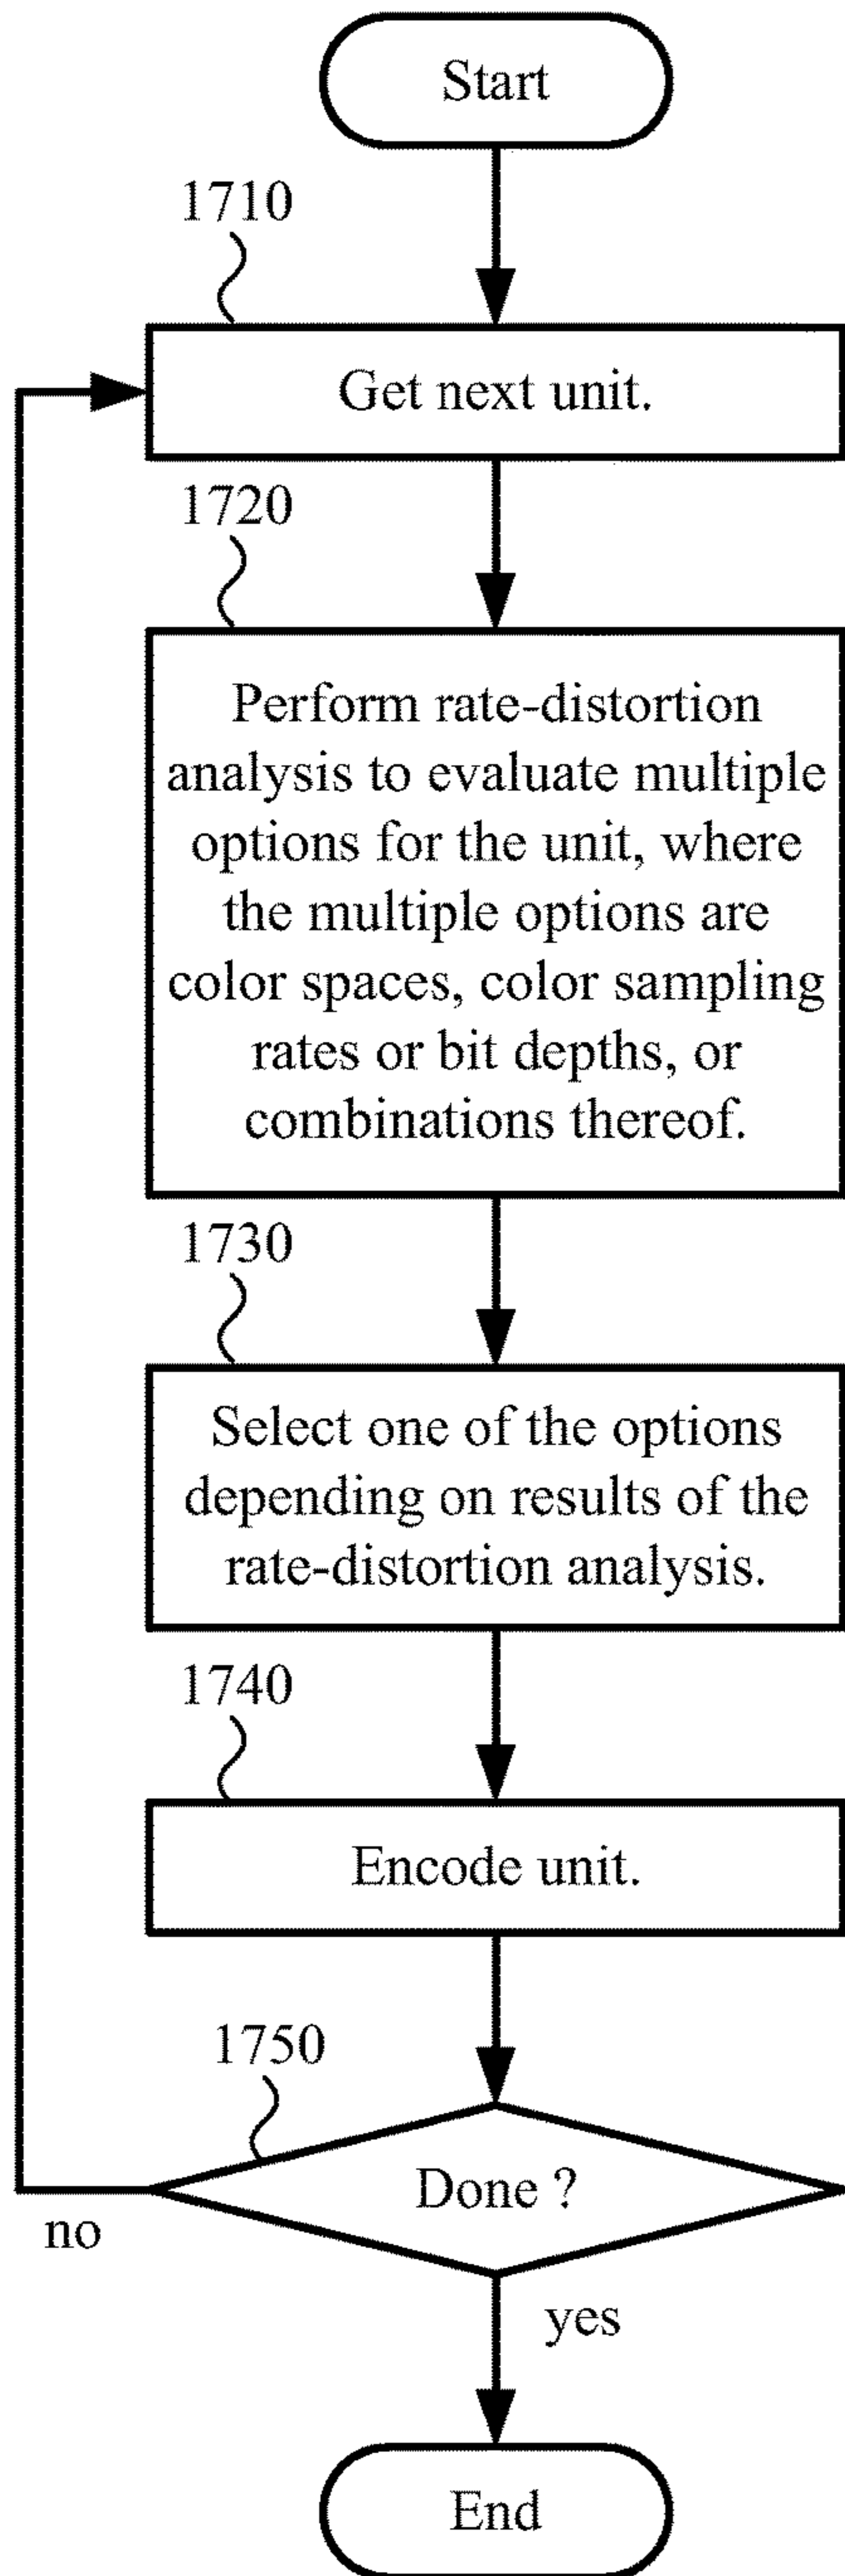 Start
1710
Get next unit.
1720
Perform rate-distortion
analysis to evaluate multiple
options for the unit, where
the multiple options are
color spaces, color sampling
rates or bit depths, or
combinations thereof.
1730
Select one of the options
depending on results of the
rate-distortion analysis.
1740
Encode unit.
1750
Done ?
no
yes
End